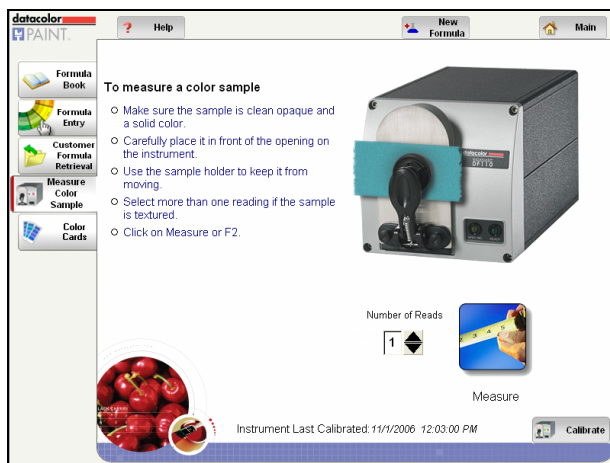 datacolor
PAINT
Help
New
Formula
Main
Formula
Book
Formula
Entry
Customer
Formula
Retrieval
Measure
Color
Sample
Color
Cards
To measure a color sample
Make sure the sample is clean opaque and
a solid color.
Carefully place it in front of the opening on
the instrument.
Use the sample holder to keep it from
moving.
Select more than one reading if the sample
is textured.
Click on Measure or F2.
datacolor
Number of Reads
1
Measure
Instrument Last Calibrated: 11/1/2006 12:03:00 PM
Calibrate